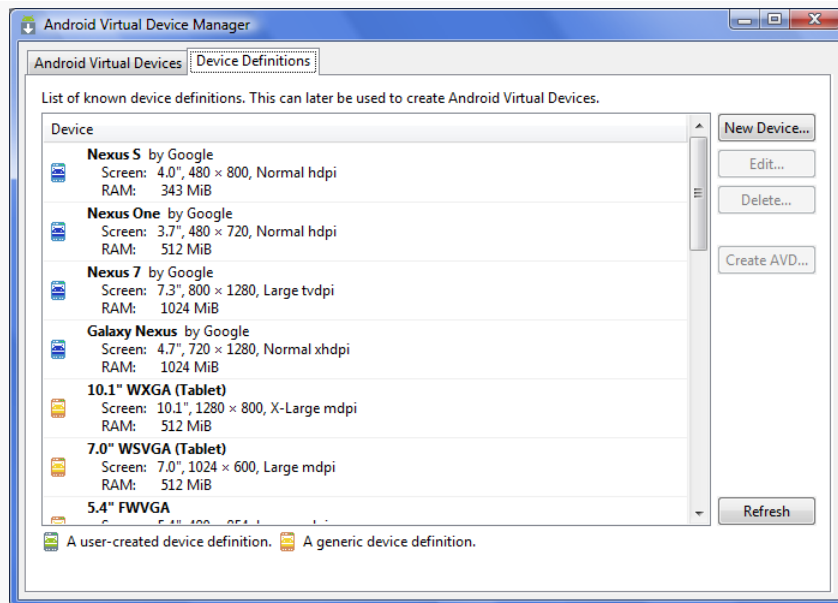 Android Virtual Device Manager
Android Virtual Devices
Device Definitions
List of known device definitions. This can later be used to create Android Virtual Devices.
Device
Nexus S by Google
Screen: 4.0", 480 × 800, Normal hdpi
RAM: 343 MiB
Nexus One by Google
Screen: 3.7", 480 × 720, Normal hdpi
RAM: 512 MiB
Nexus 7 by Google
Screen: 7.3", 800 × 1280, Large tvdpi
RAM: 1024 MiB
Galaxy Nexus by Google
Screen: 4.7", 720 × 1280, Normal xhdpi
RAM: 1024 MiB
10.1" WXGA (Tablet)
Screen: 10.1", 1280 × 800, X-Large mdpi
RAM: 512 MiB
7.0" WSVGA (Tablet)
Screen: 7.0", 1024 × 600, Large mdpi
RAM: 512 MiB
5.4" FWVGA
New Device...
Edit...
Delete...
Create AVD...
Refresh
A user-created device definition.
A generic device definition.